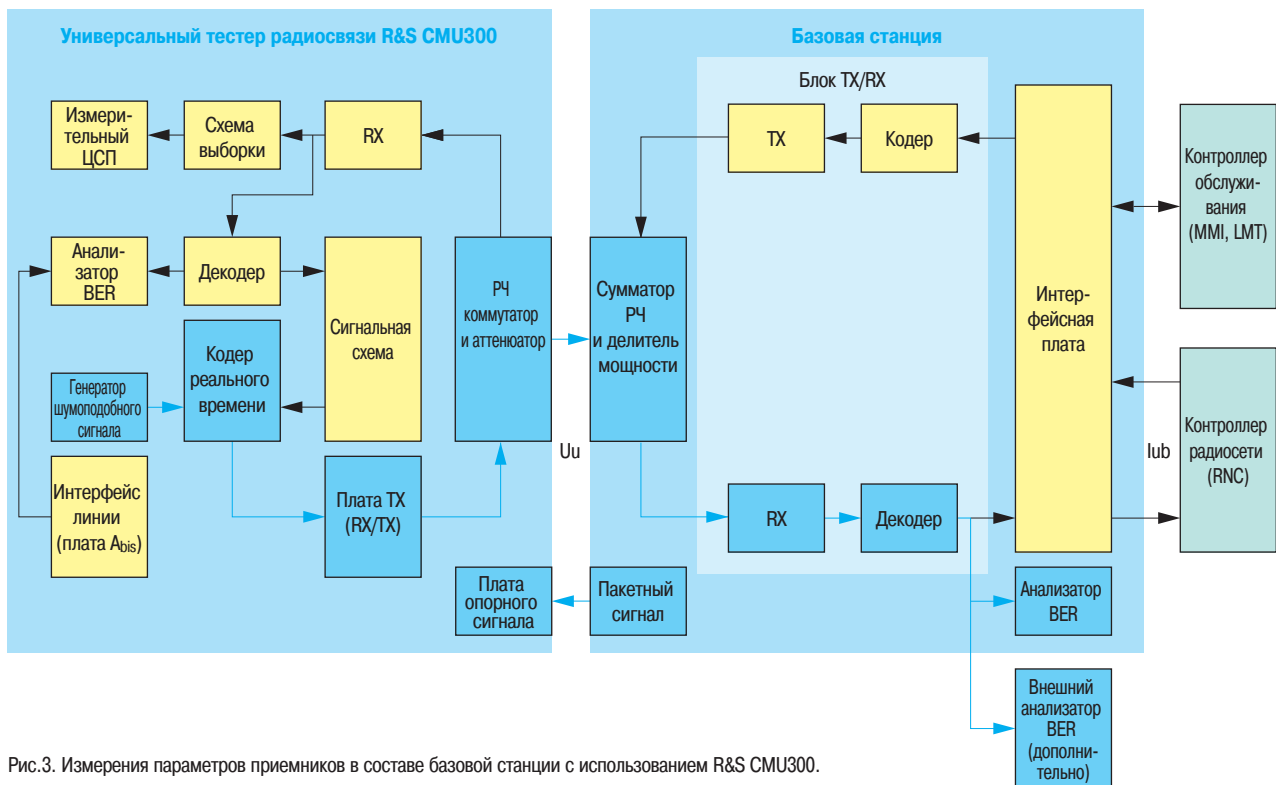 Универсальный тестер радиосвязи R&S CMU300
Базовая станция
Блок TX/RX
Измери-
тельный
ЦСП
Схема
выборки
RX
TX
Кодер
Контроллер
обслужи-
вания
(MMI, LMT)
Анали-
затор
BER
Декодер
Сигнальная
схема
РЧ
коммутатор
и аттенюатор
Сумматор
РЧ
и делитель
мощности
Интер-
фейсная
плата
Генератор
шумоподобного
сигнала
Кодер
реального
времени
Uu
Iub
Контроллер
радиосети
(RNC)
Интерфейс
линии
(плата Abis)
Плата TX
(RX/TX)
RX
Декодер
Плата
опорного
сигнала
Пакетный
сигнал
Анализатор
BER
Внешний
анализатор
BER
(дополни-
тельно)
Рис.3. Измерения параметров приемников в составе базовой станции с использованием R&S CMU300.